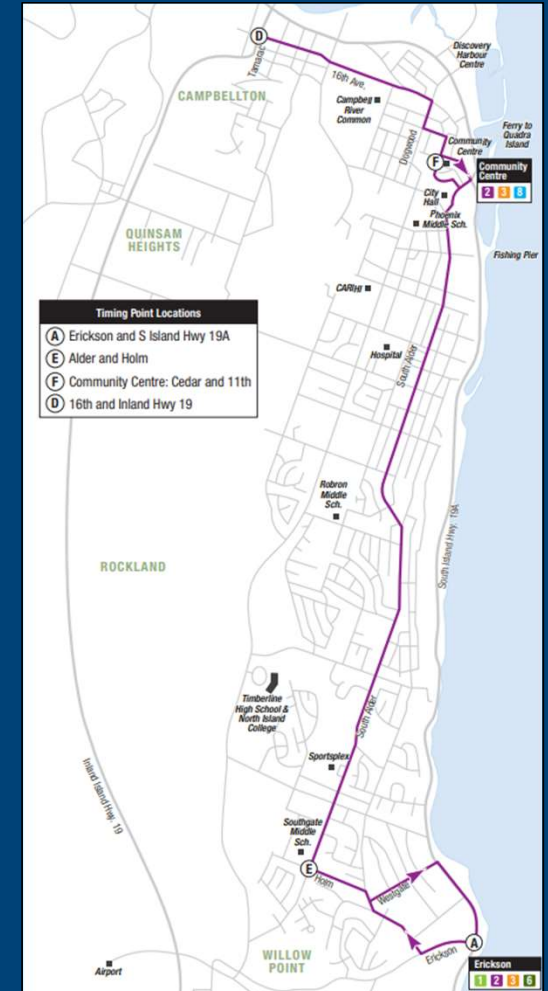 D
Tamarac
16th Ave.
Discovery
Harbour
Centre
CAMPBELLTON
Campbell
River
Common
Dogwood
Community
Centre
Ferry to
Quadra
Island
F
Community
Centre
2 3 8
City
Hall
Phoenix
Middle Sch.
QUINSAM
HEIGHTS
Fishing Pier
CARIHI
Timing Point Locations
A Erickson and S Island Hwy 19A
E Alder and Holm
F Community Centre: Cedar and 11th
D 16th and Inland Hwy 19
Hospital
South Alder
Robron
Middle
Sch.
South Island Hwy. 19A
ROCKLAND
Timberline
High School &
North Island
College
South Alder
Sportsplex
Inland Island Hwy. 19
Southgate
Middle
Sch.
E
Holm
Westgate
A
Erickson
WILLOW
POINT
Airport
Erickson
1 2 3 6